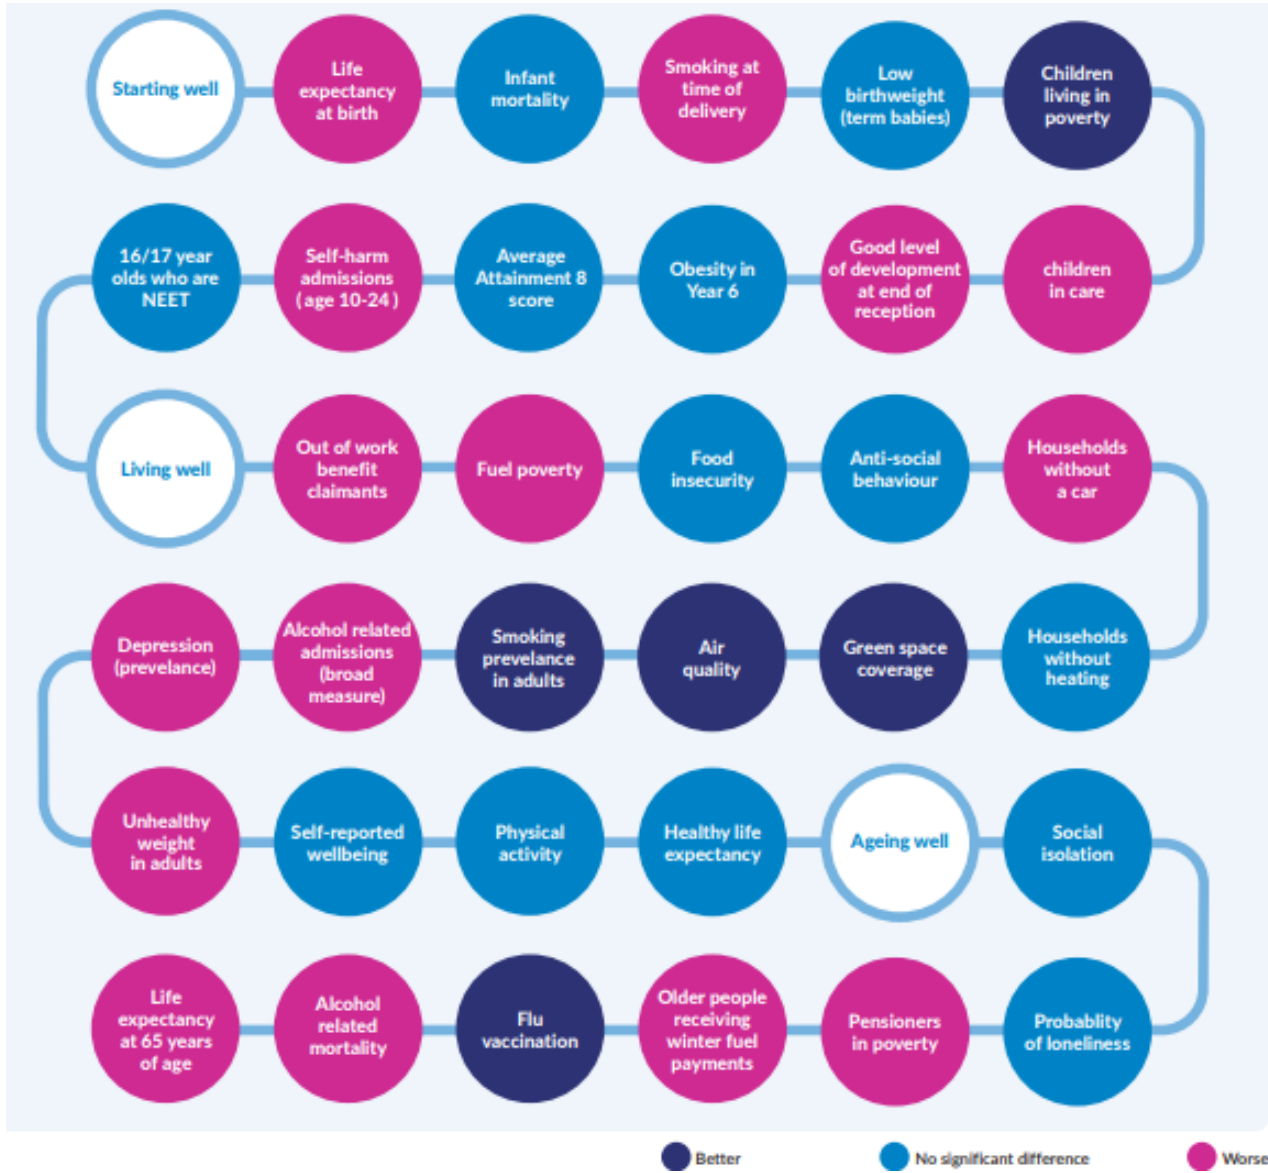 Starting well
Life
expectancy
at birth
Infant
mortality
Smoking at
time of
delivery
Low
birthweight
(term babies)
Children
living in
poverty
16/17 year
olds who are
NEET
Self-harm
admissions
(age 10-24 )
Average
Attainment 8
score
Obesity in
Year 6
Good level
of development
at end of
reception
children
in care
Living well
Out of work
benefit
claimants
Fuel poverty
Food
insecurity
Anti-social
behaviour
Households
without
a car
Depression
(prevelance)
Alcohol related
admissions
(broad
measure)
Smoking
prevelance
in adults
Air
quality
Green space
coverage
Households
without
heating
Unhealthy
weight
in adults
Self-reported
wellbeing
Physical
activity
Healthy life
expectancy
Ageing well
Social
isolation
Life
expectancy
at 65 years
of age
Alcohol
related
mortality
Flu
vaccination
Older people
receiving
winter fuel
payments
Pensioners
in poverty
Probablity
of loneliness
Better
No significant difference
Worse